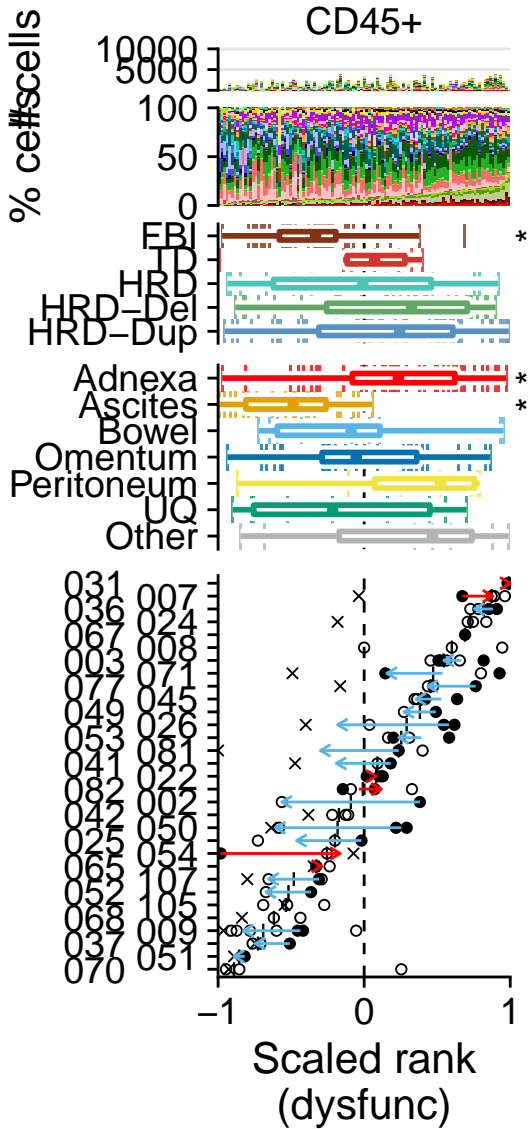 CD45+
10000
5000
# cells
100
50
0
% cells
FBI *
TD
HRD
HRD−Del
HRD−Dup
Adnexa *
Ascites *
Bowel
Omentum
Peritoneum
UQ
Other
031
007
036
024
067
008
003
071
077
045
049
026
053
081
041
022
082
002
042
050
025
054
065
107
052
105
068
009
037
051
070
−1 0 1
Scaled rank
(dysfunc)